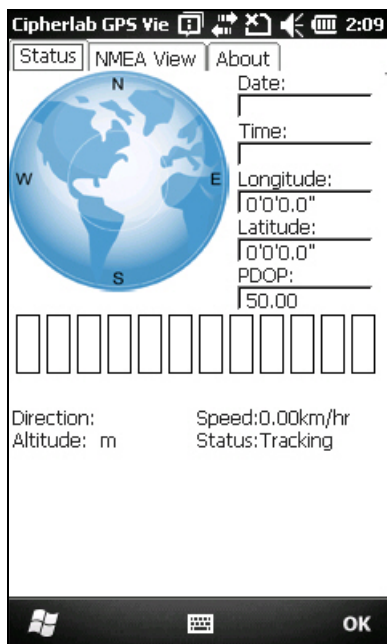 Cipherlab GPS Vie 2:09
Status NMEA View About
N
W
E
S
Date:
Time:
Longitude:
0'0'0.0"
Latitude:
0'0'0.0"
PDOP:
50.00
Direction: Speed:0.00km/hr
Altitude: m Status:Tracking
OK